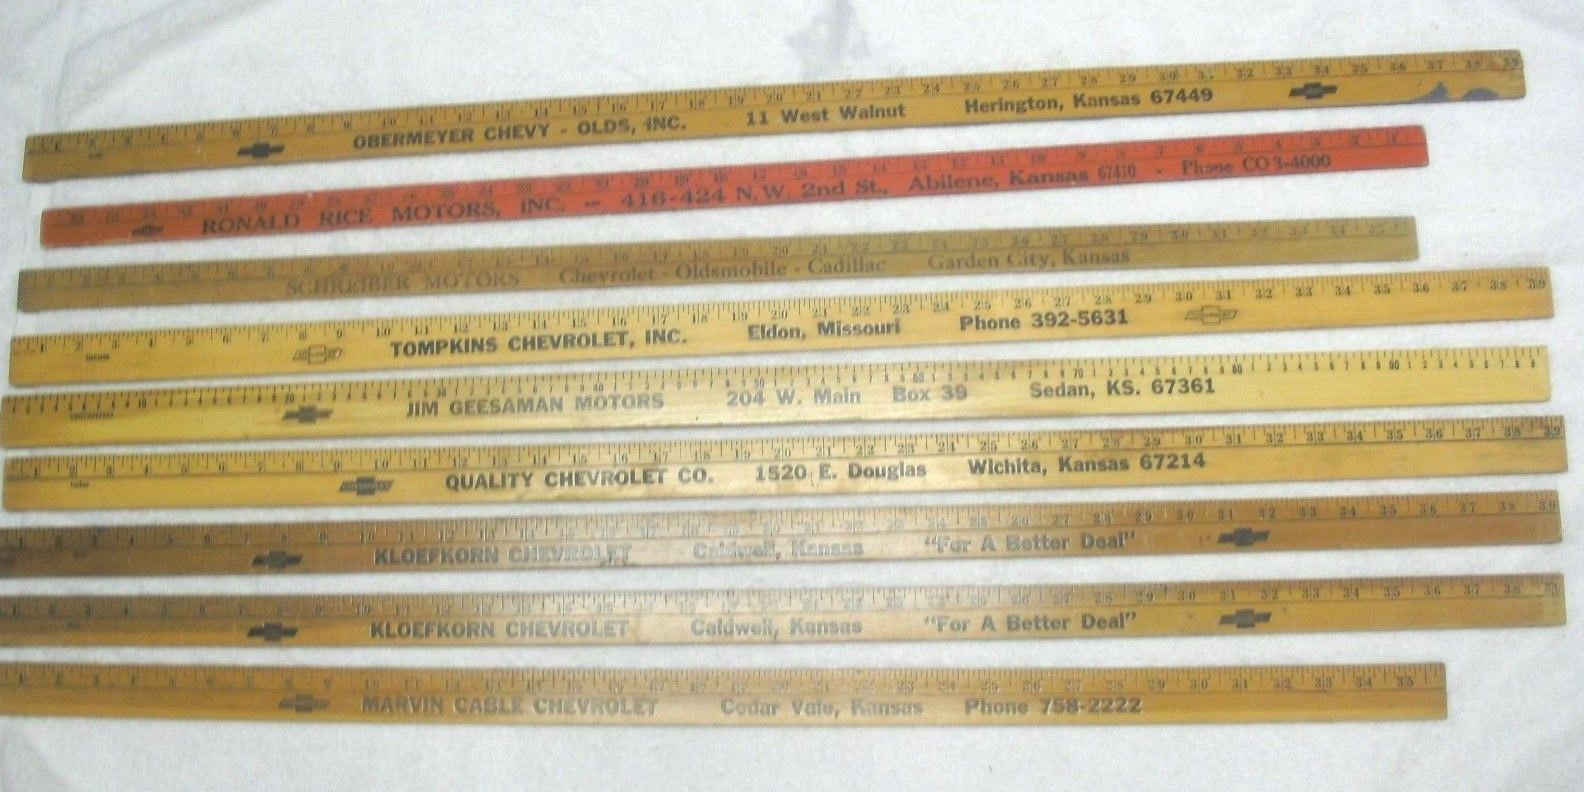 OBERMEYER CHEVY - OLDS, INC. 11 West Walnut Herington, Kansas 67449
RONALD RICE MOTORS, INC. - 416-424 N.W. 2nd St., Abilene, Kansas 67410 - Phone CO 3-4000
SCHREIBER MOTORS Chevrolet - Oldsmobile - Cadillac Garden City, Kansas
TOMPKINS CHEVROLET, INC. Eldon, Missouri Phone 392-5631
JIM GEESAMAN MOTORS 204 W. Main Box 39 Sedan, KS. 67361
QUALITY CHEVROLET CO. 1520 E. Douglas Wichita, Kansas 67214
KLOEFKORN CHEVROLET Caldwell, Kansas "For A Better Deal"
KLOEFKORN CHEVROLET Caldwell, Kansas "For A Better Deal"
MARVIN CABLE CHEVROLET Cedar Vale, Kansas Phone 758-2222